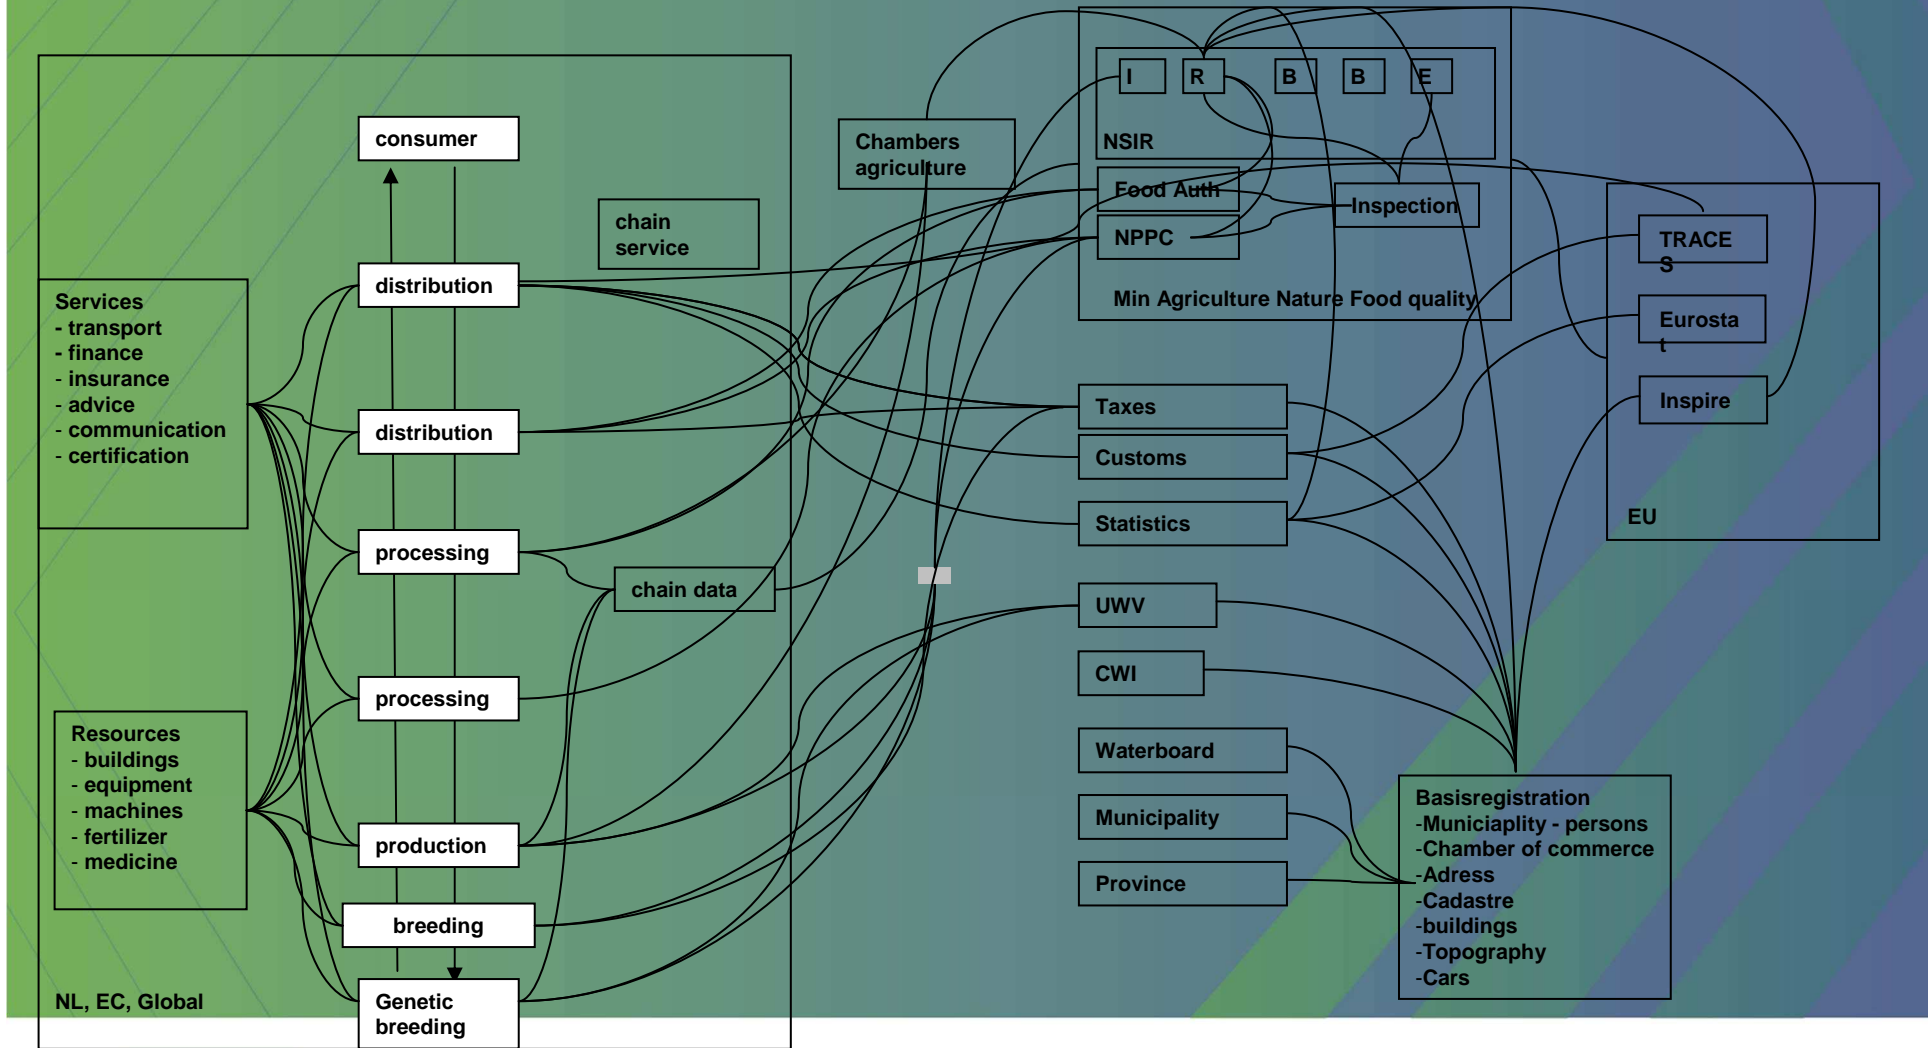 consumer
distribution
distribution
processing
processing
production
breeding
Genetic
breeding
chain
service
chain data
Services
- transport
- finance
- insurance
- advice
- communication
- certification
Resources
- buildings
- equipment
- machines
- fertilizer
- medicine
NL, EC, Global
Chambers
agriculture
I R B B E
NSIR
Food Auth
Inspection
NPPC
Min Agriculture Nature Food quality
Taxes
Customs
Statistics
UWV
CWI
Waterboard
Municipality
Province
TRACE
S
Eurosta
t
Inspire
EU
Basisregistration
-Municiaplity - persons
-Chamber of commerce
-Adress
-Cadastre
-buildings
-Topography
-Cars